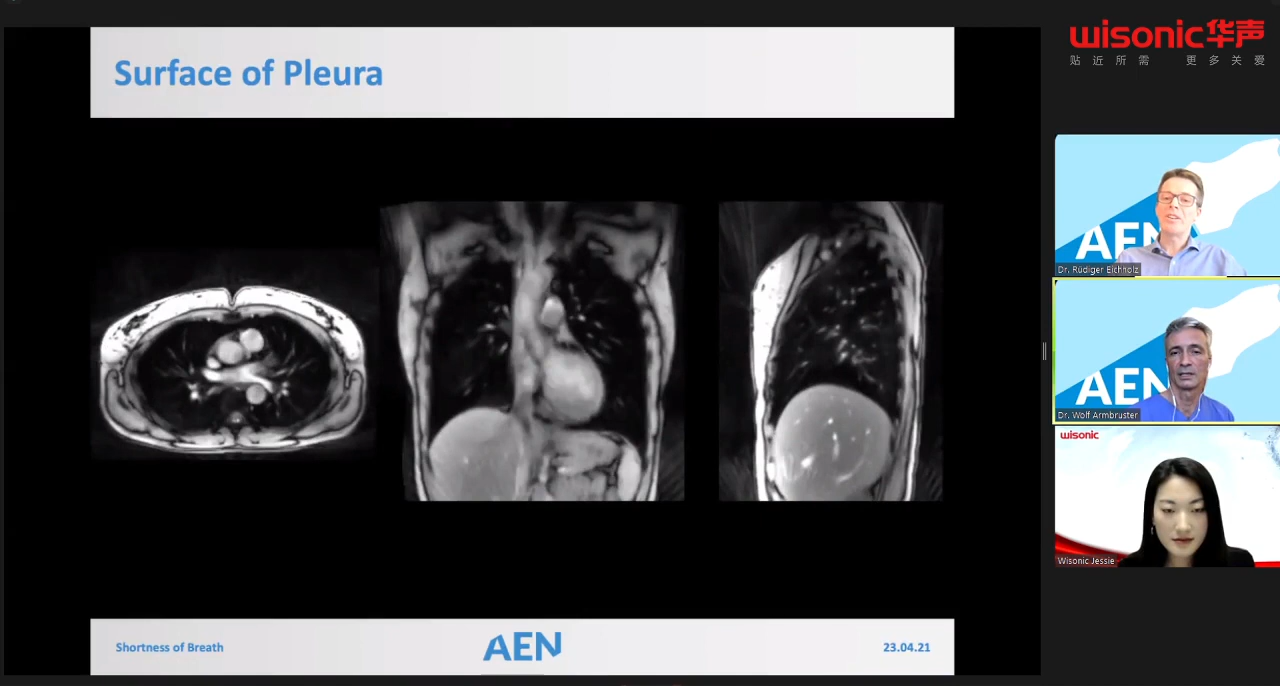 Surface of Pleura
Shortness of Breath
AEN
23.04.21
wisonic华声
贴近所需 更多关爱
AEN
Dr. Rüdiger Eichholz
AEN
Dr. Wolf Armbruster
wisonic
Wisonic Jessie